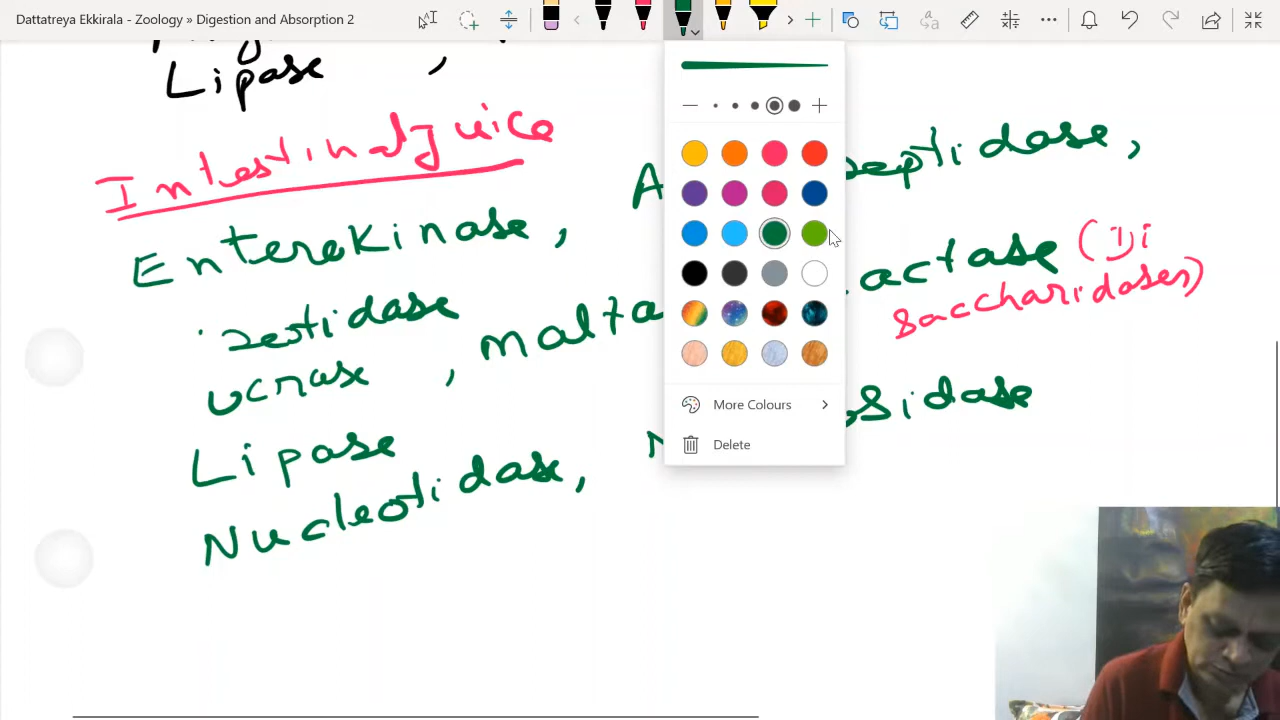 Dattatreya Ekkirala - Zoology » Digestion and Absorption 2
Lipase ,
Intestinal juice
Enterokinase, A peptidase,
malta actase (Di
saccharidases)
ucrase ,
Lipase osidase
Nucleotidase, N
More Colours
Delete